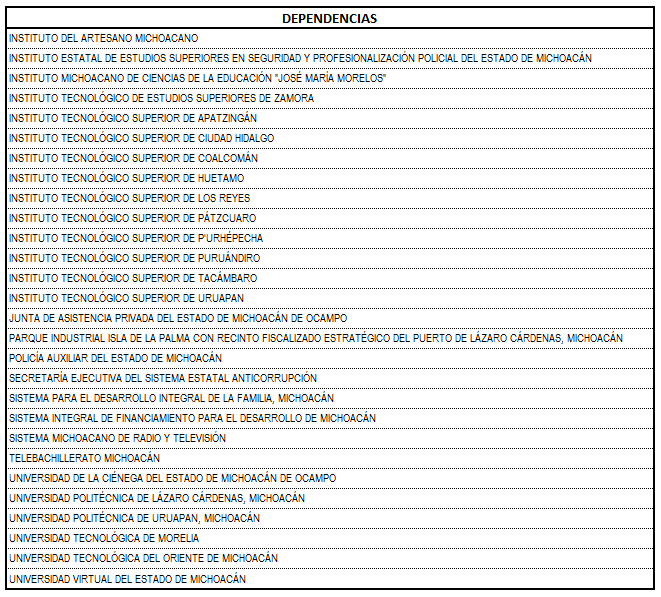 DEPENDENCIAS
INSTITUTO DEL ARTESANO MICHOACANO
INSTITUTO ESTATAL DE ESTUDIOS SUPERIORES EN SEGURIDAD Y PROFESIONALIZACIÓN POLICIAL DEL ESTADO DE MICHOACÁN
INSTITUTO MICHOACANO DE CIENCIAS DE LA EDUCACIÓN "JOSÉ MARÍA MORELOS"
INSTITUTO TECNOLÓGICO DE ESTUDIOS SUPERIORES DE ZAMORA
INSTITUTO TECNOLÓGICO SUPERIOR DE APATZINGÁN
INSTITUTO TECNOLÓGICO SUPERIOR DE CIUDAD HIDALGO
INSTITUTO TECNOLÓGICO SUPERIOR DE COALCOMÁN
INSTITUTO TECNOLÓGICO SUPERIOR DE HUETAMO
INSTITUTO TECNOLÓGICO SUPERIOR DE LOS REYES
INSTITUTO TECNOLÓGICO SUPERIOR DE PÁTZCUARO
INSTITUTO TECNOLÓGICO SUPERIOR DE P'URHÉPECHA
INSTITUTO TECNOLÓGICO SUPERIOR DE PURUÁNDIRO
INSTITUTO TECNOLÓGICO SUPERIOR DE TACÁMBARO
INSTITUTO TECNOLÓGICO SUPERIOR DE URUAPAN
JUNTA DE ASISTENCIA PRIVADA DEL ESTADO DE MICHOACÁN DE OCAMPO
PARQUE INDUSTRIAL ISLA DE LA PALMA CON RECINTO FISCALIZADO ESTRATÉGICO DEL PUERTO DE LÁZARO CÁRDENAS, MICHOACÁN
POLICÍA AUXILIAR DEL ESTADO DE MICHOACÁN
SECRETARÍA EJECUTIVA DEL SISTEMA ESTATAL ANTICORRUPCIÓN
SISTEMA PARA EL DESARROLLO INTEGRAL DE LA FAMILIA, MICHOACÁN
SISTEMA INTEGRAL DE FINANCIAMIENTO PARA EL DESARROLLO DE MICHOACÁN
SISTEMA MICHOACANO DE RADIO Y TELEVISIÓN
TELEBACHILLERATO MICHOACÁN
UNIVERSIDAD DE LA CIÉNEGA DEL ESTADO DE MICHOACÁN DE OCAMPO
UNIVERSIDAD POLITÉCNICA DE LÁZARO CÁRDENAS, MICHOACÁN
UNIVERSIDAD POLITÉCNICA DE URUAPAN, MICHOACÁN
UNIVERSIDAD TECNOLÓGICA DE MORELIA
UNIVERSIDAD TECNOLÓGICA DEL ORIENTE DE MICHOACÁN
UNIVERSIDAD VIRTUAL DEL ESTADO DE MICHOACÁN